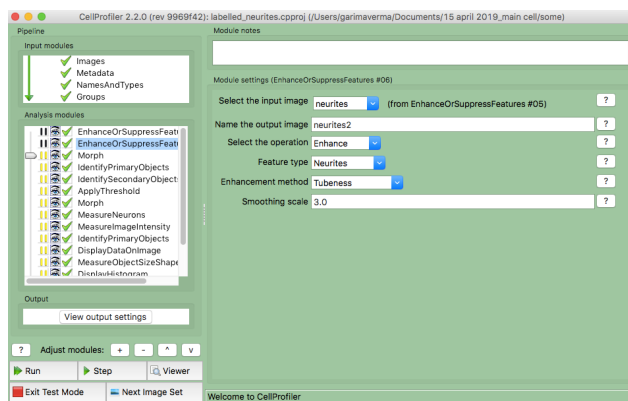 CellProfiler 2.2.0 (rev 9969f42): labelled_neurites.cpproj (/Users/garimaverma/Documents/15 april 2019_main cell/some)
Pipeline
Input modules
Images
Metadata
NamesAndTypes
Groups
Analysis modules
EnhanceOrSuppressFeatu
EnhanceOrSuppressFeatu
Morph
IdentifyPrimaryObjects
IdentifySecondaryObject:
ApplyThreshold
Morph
MeasureNeurons
MeasureImageIntensity
IdentifyPrimaryObjects
DisplayDataOnImage
MeasureObjectSizeShape
DisplayHistogram
Output
View output settings
? Adjust modules: + - ^ v
Run Step Viewer
Exit Test Mode Next Image Set
Module notes
Module settings (EnhanceOrSuppressFeatures #06)
Select the input image neurites (from EnhanceOrSuppressFeatures #05) ?
Name the output image neurites2 ?
Select the operation Enhance ?
Feature type Neurites ?
Enhancement method Tubeness ?
Smoothing scale 3.0 ?
Welcome to CellProfiler